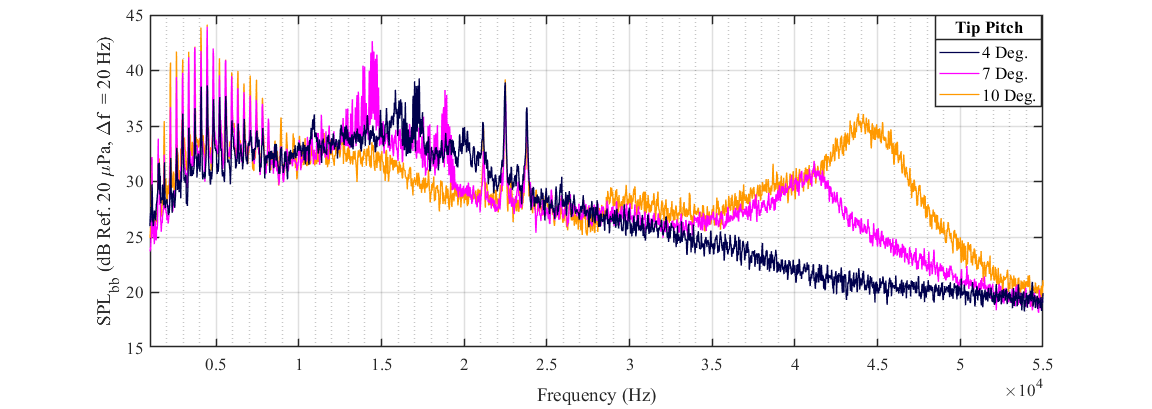 45
40
35
30
25
20
15
SPL_bb (dB Ref. 20 μPa, Δf = 20 Hz)
Tip Pitch
4 Deg.
7 Deg.
10 Deg.
0.5 1 1.5 2 2.5 3 3.5 4 4.5 5 5.5
×10^4
Frequency (Hz)